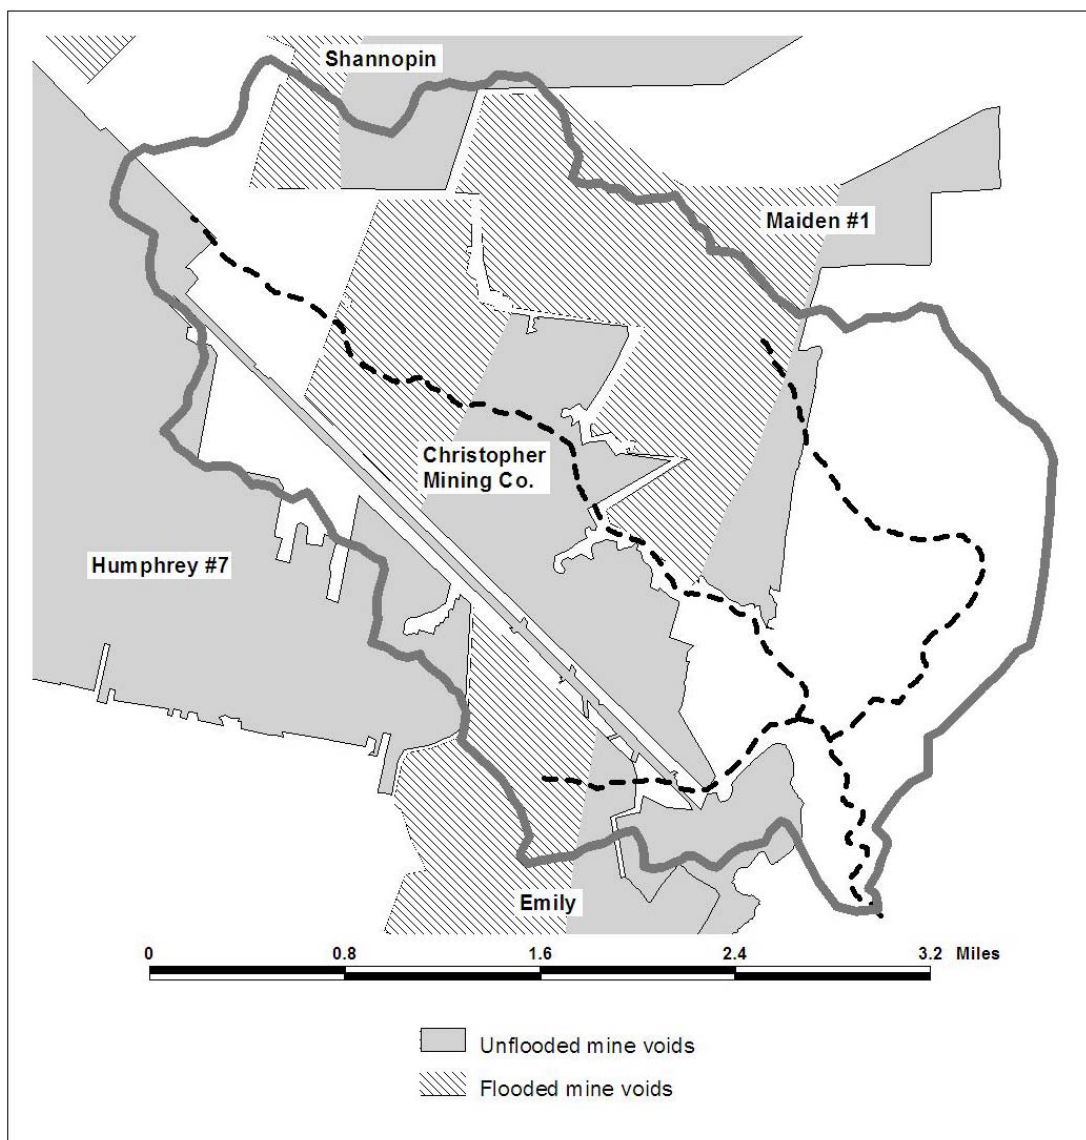 Shannopin
Maiden #1
Christopher
Mining Co.
Humphrey #7
Emily
0 0.8 1.6 2.4 3.2 Miles
Unflooded mine voids
Flooded mine voids